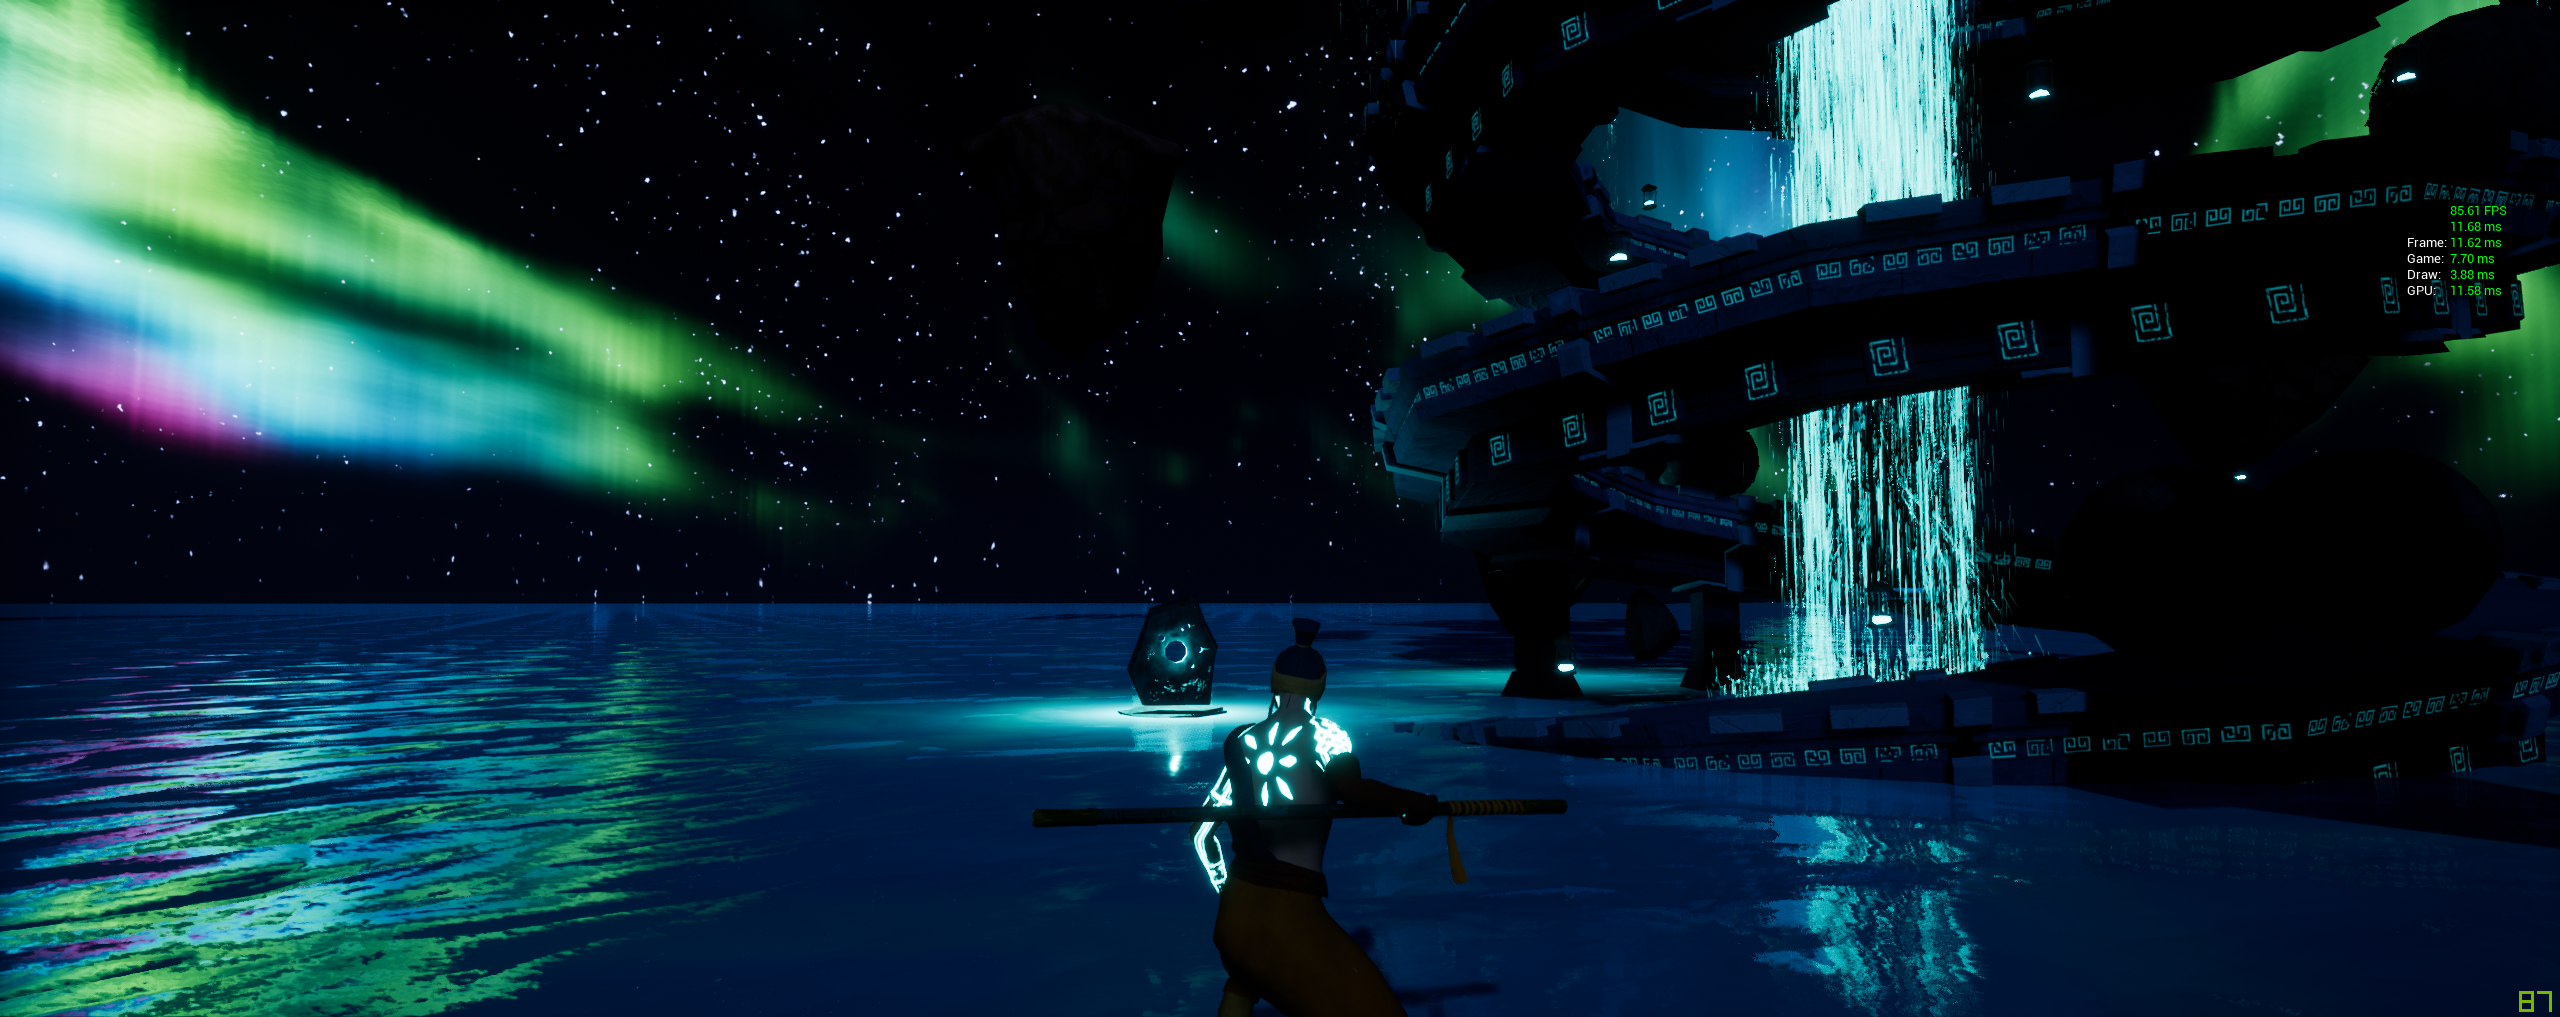 85.61 FPS
11.68 ms
Frame: 11.62 ms
Game: 7.70 ms
Draw: 3.88 ms
GPU: 11.58 ms
87